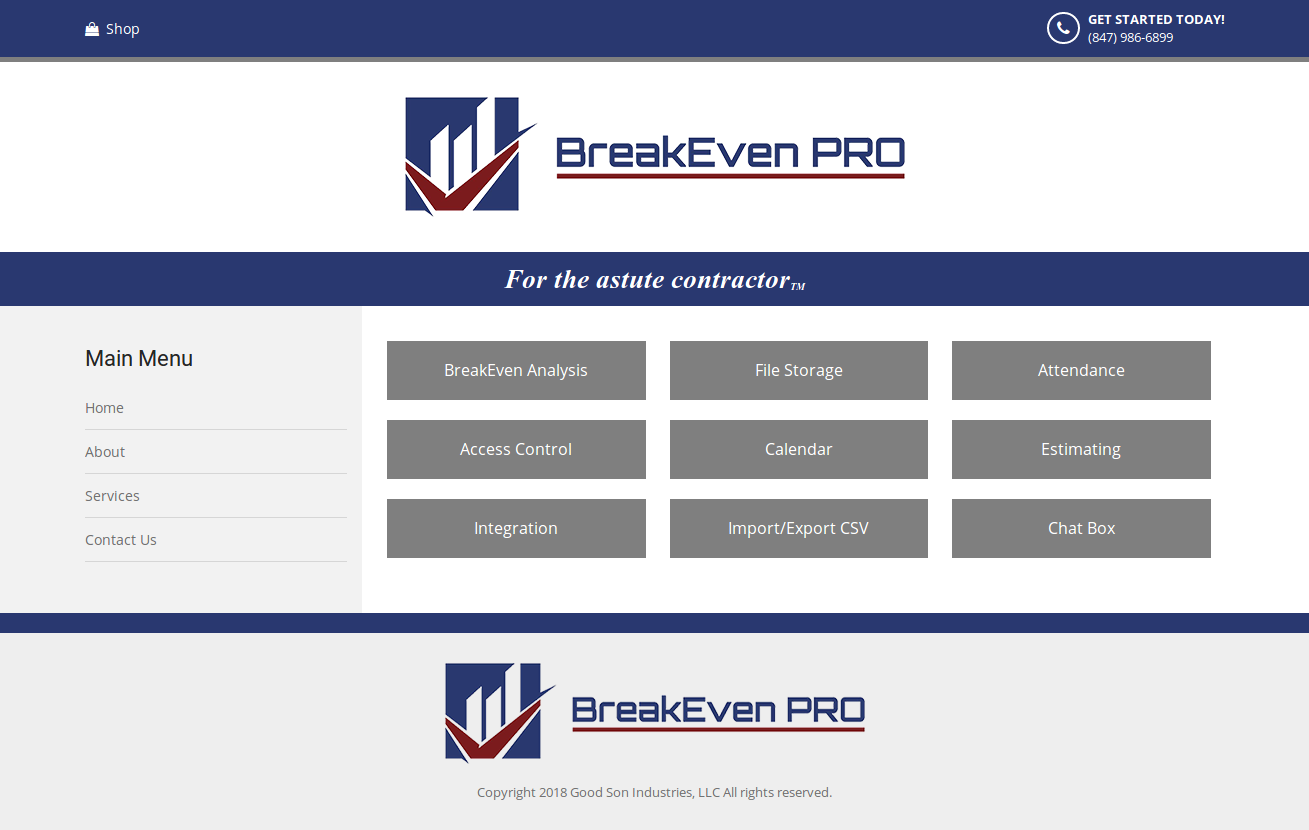 Shop
GET STARTED TODAY!
(847) 986-6899
BreakEven PRO
For the astute contractor™
Main Menu
Home
About
Services
Contact Us
BreakEven Analysis
File Storage
Attendance
Access Control
Calendar
Estimating
Integration
Import/Export CSV
Chat Box
BreakEven PRO
Copyright 2018 Good Son Industries, LLC All rights reserved.